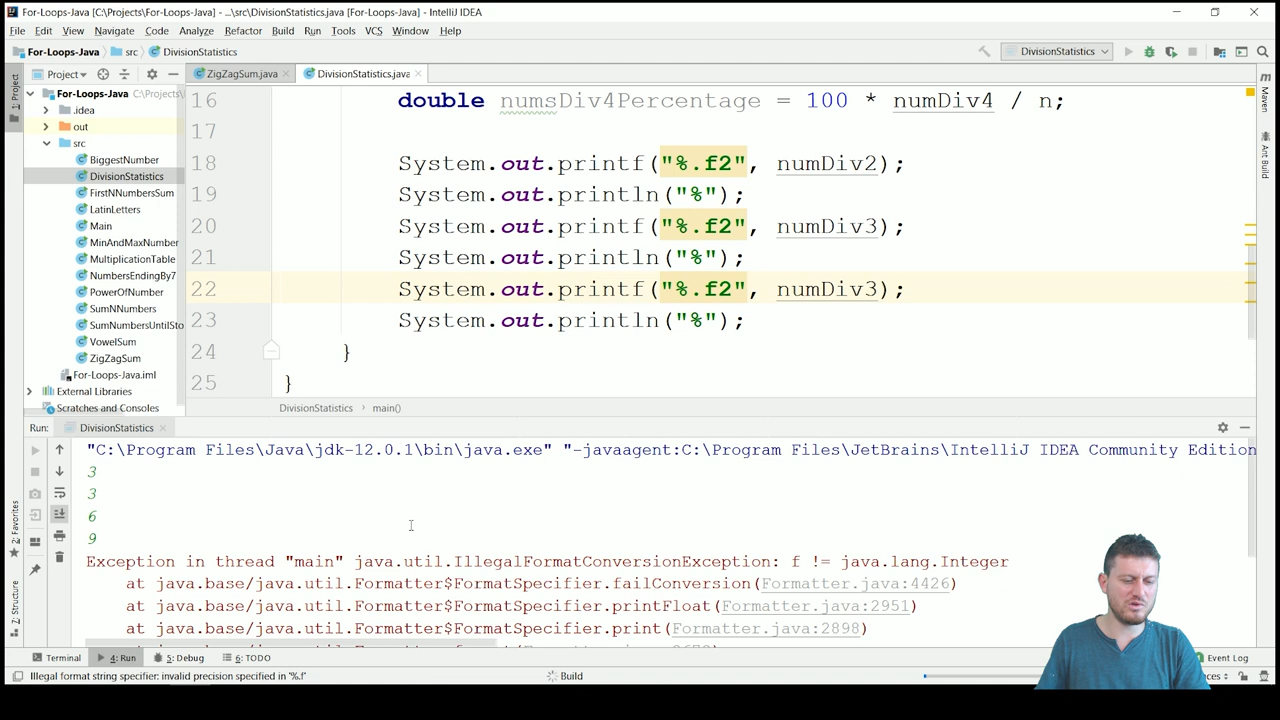 For-Loops-Java [C:\Projects\For-Loops-Java] - ...\src\DivisionStatistics.java [For-Loops-Java] - IntelliJ IDEA
File Edit View Navigate Code Analyze Refactor Build Run Tools VCS Window Help
For-Loops-Java src DivisionStatistics
DivisionStatistics
1: Project
Project
ZigZagSum.java
DivisionStatistics.java
For-Loops-Java C:\Projects\
.idea
out
src
BiggestNumber
DivisionStatistics
FirstNNumbersSum
LatinLetters
Main
MinAndMaxNumber
MultiplicationTable
NumbersEndingBy7
PowerOfNumber
SumNNumbers
SumNumbersUntilSto
VowelSum
ZigZagSum
For-Loops-Java.iml
External Libraries
Scratches and Consoles
16 double numsDiv4Percentage = 100 * numDiv4 / n;
17
18 System.out.printf("%.f2", numDiv2);
19 System.out.println("%");
20 System.out.printf("%.f2", numDiv3);
21 System.out.println("%");
22 System.out.printf("%.f2", numDiv3);
23 System.out.println("%");
24 }
25 }
DivisionStatistics main()
m
Maven
Ant Build
Run: DivisionStatistics
"C:\Program Files\Java\jdk-12.0.1\bin\java.exe" "-javaagent:C:\Program Files\JetBrains\IntelliJ IDEA Community Edition
3
3
6
9
Exception in thread "main" java.util.IllegalFormatConversionException: f != java.lang.Integer
at java.base/java.util.Formatter$FormatSpecifier.failConversion(Formatter.java:4426)
at java.base/java.util.Formatter$FormatSpecifier.printFloat(Formatter.java:2951)
at java.base/java.util.Formatter$FormatSpecifier.print(Formatter.java:2898)
2: Favorites
Z: Structure
Terminal 4: Run 5: Debug 6: TODO
Event Log
Illegal format string specifier: invalid precision specified in '%.f'
Build